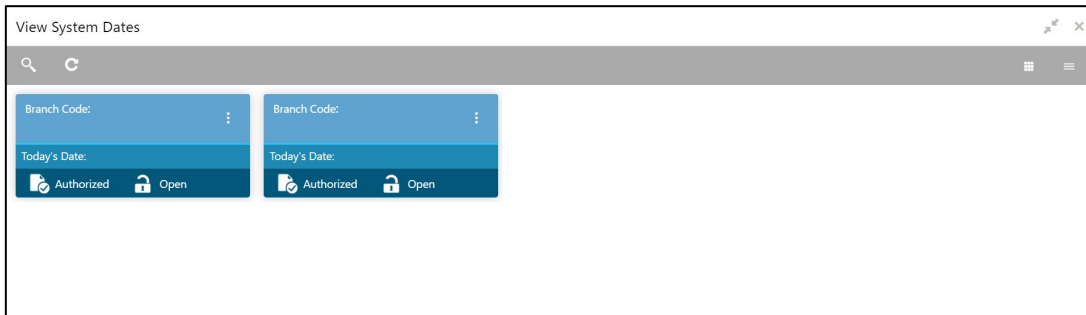 View System Dates
Branch Code:
Today's Date:
Authorized Open
Branch Code:
Today's Date:
Authorized Open